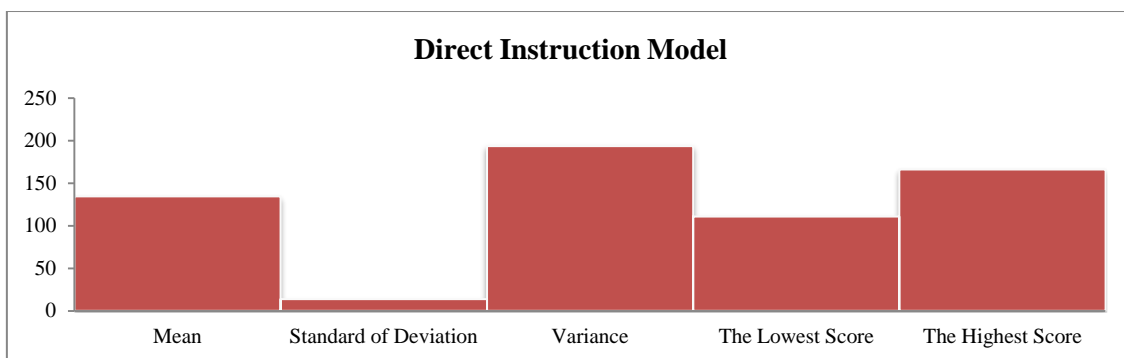 Direct Instruction Model
250
200
150
100
50
0
Mean
Standard of Deviation
Variance
The Lowest Score
The Highest Score